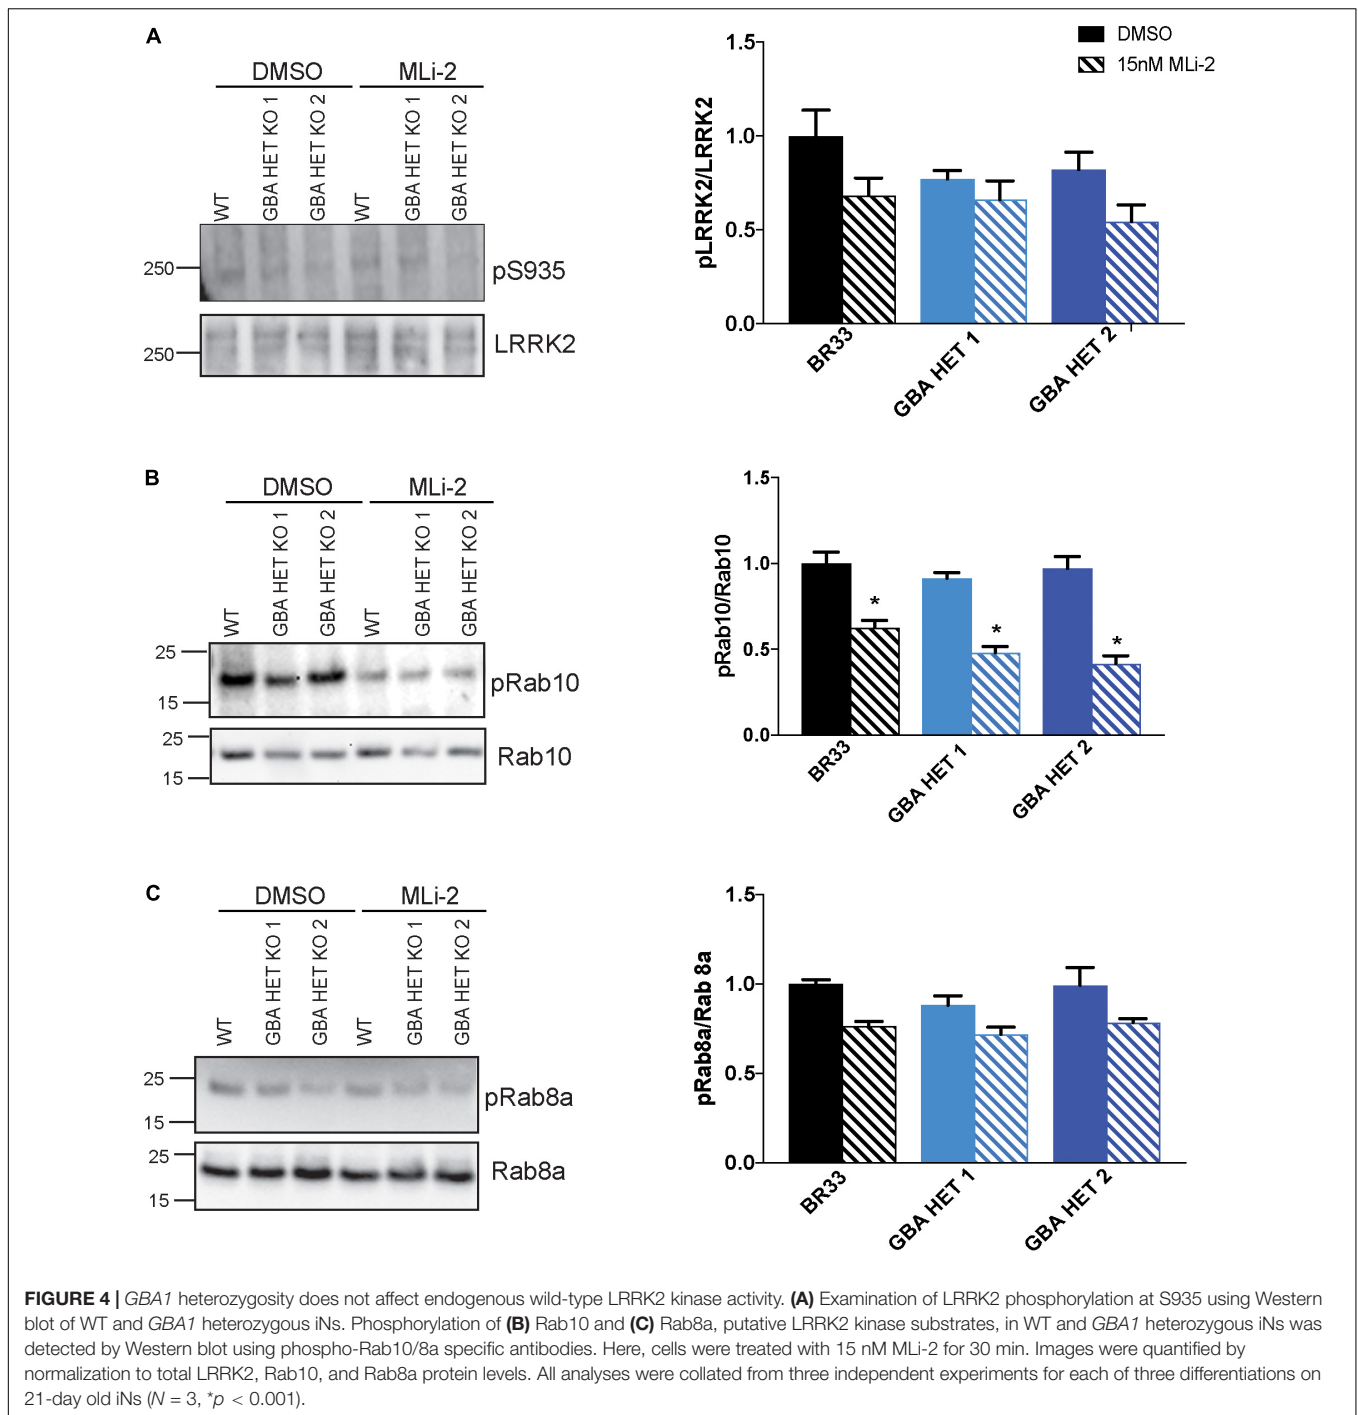 A
DMSO MLi-2
WT GBA HET KO 1 GBA HET KO 2 WT GBA HET KO 1 GBA HET KO 2
250 pS935
250 LRRK2
DMSO
15nM MLi-2
1.5
1.0
0.5
0.0
pLRRK2/LRRK2
BR33 GBA HET 1 GBA HET 2
B
DMSO MLi-2
WT GBA HET KO 1 GBA HET KO 2 WT GBA HET KO 1 GBA HET KO 2
25
pRab10
15
25
Rab10
15
1.5
1.0
0.5
0.0
pRab10/Rab10
* * *
BR33 GBA HET 1 GBA HET 2
C
DMSO MLi-2
WT GBA HET KO 1 GBA HET KO 2 WT GBA HET KO 1 GBA HET KO 2
25
pRab8a
15
25
Rab8a
15
1.5
1.0
0.5
0.0
pRab8a/Rab 8a
BR33 GBA HET 1 GBA HET 2
FIGURE 4 | GBA1 heterozygosity does not affect endogenous wild-type LRRK2 kinase activity. (A) Examination of LRRK2 phosphorylation at S935 using Western
blot of WT and GBA1 heterozygous iNs. Phosphorylation of (B) Rab10 and (C) Rab8a, putative LRRK2 kinase substrates, in WT and GBA1 heterozygous iNs was
detected by Western blot using phospho-Rab10/8a specific antibodies. Here, cells were treated with 15 nM MLi-2 for 30 min. Images were quantified by
normalization to total LRRK2, Rab10, and Rab8a protein levels. All analyses were collated from three independent experiments for each of three differentiations on
21-day old iNs (N = 3, *p < 0.001).